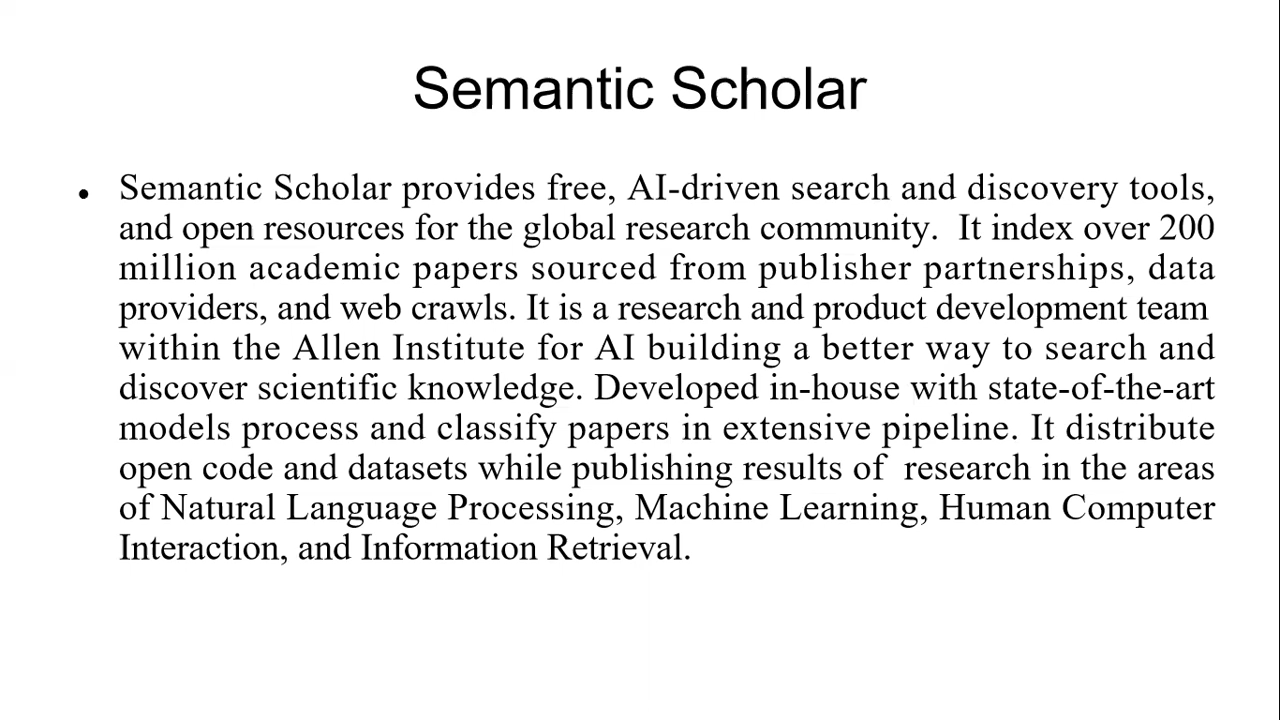 Semantic Scholar
• Semantic Scholar provides free, AI-driven search and discovery tools,
and open resources for the global research community.  It index over 200
million academic papers sourced from publisher partnerships, data
providers, and web crawls. It is a research and product development team
within the Allen Institute for AI building a better way to search and
discover scientific knowledge. Developed in-house with state-of-the-art
models process and classify papers in extensive pipeline. It distribute
open code and datasets while publishing results of  research in the areas
of Natural Language Processing, Machine Learning, Human Computer
Interaction, and Information Retrieval.